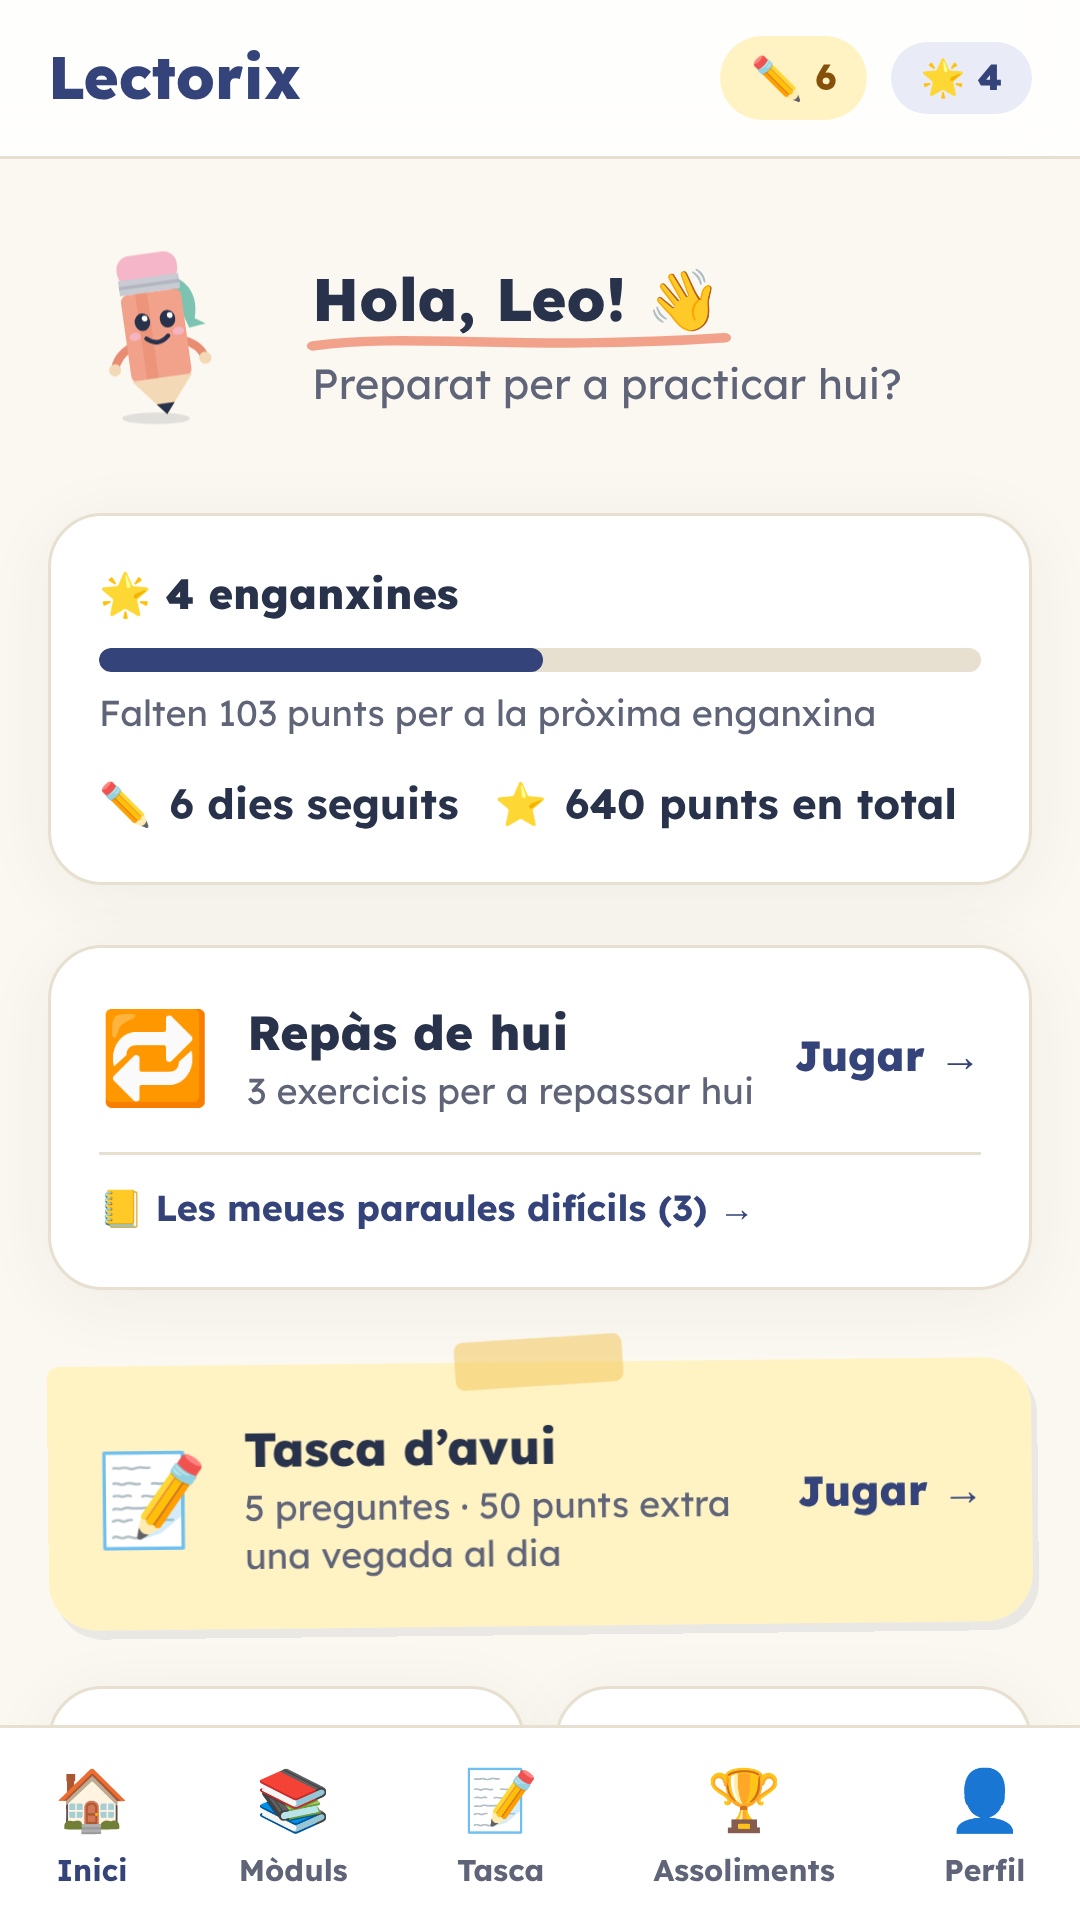 Lectorix
✏️ 6
🌟 4
Hola, Leo! 👋
Preparat per a practicar hui?
🌟 4 enganxines
Falten 103 punts per a la pròxima enganxina
✏️ 6 dies seguits ⭐ 640 punts en total
Repàs de hui
3 exercicis per a repassar hui
Jugar →
📒 Les meues paraules difícils (3) →
Tasca d’avui
5 preguntes · 50 punts extra
una vegada al dia
Jugar →
Inici
Mòduls
Tasca
Assoliments
Perfil